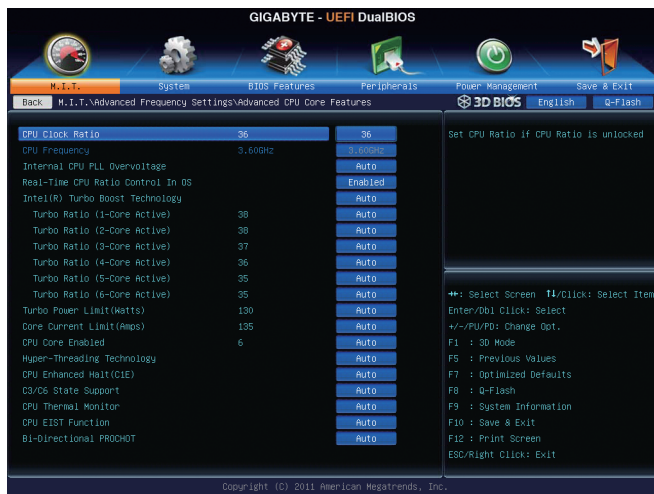 GIGABYTE - UEFI DualBIOS
M.I.T. System BIOS Features Peripherals Power Management Save & Exit
Back M.I.T.\Advanced Frequency Settings\Advanced CPU Core Features 3D BIOS English Q-Flash
CPU Clock Ratio 36 36
CPU Frequency 3.60GHz 3.60GHz
Internal CPU PLL Overvoltage Auto
Real-Time CPU Ratio Control In OS Enabled
Intel(R) Turbo Boost Technology Auto
Turbo Ratio (1-Core Active) 38 Auto
Turbo Ratio (2-Core Active) 38 Auto
Turbo Ratio (3-Core Active) 37 Auto
Turbo Ratio (4-Core Active) 36 Auto
Turbo Ratio (5-Core Active) 35 Auto
Turbo Ratio (6-Core Active) 35 Auto
Turbo Power Limit(Watts) 130 Auto
Core Current Limit(Amps) 135 Auto
CPU Core Enabled 6 Auto
Hyper-Threading Technology Auto
CPU Enhanced Halt(C1E) Auto
C3/C6 State Support Auto
CPU Thermal Monitor Auto
CPU EIST Function Auto
Bi-Directional PROCHOT Auto
Set CPU Ratio if CPU Ratio is unlocked
→←: Select Screen ↑↓/Click: Select Item
Enter/Dbl Click: Select
+/-/PU/PD: Change Opt.
F1 : 3D Mode
F5 : Previous Values
F7 : Optimized Defaults
F8 : Q-Flash
F9 : System Information
F10 : Save & Exit
F12 : Print Screen
ESC/Right Click: Exit
Copyright (C) 2011 American Megatrends, Inc.